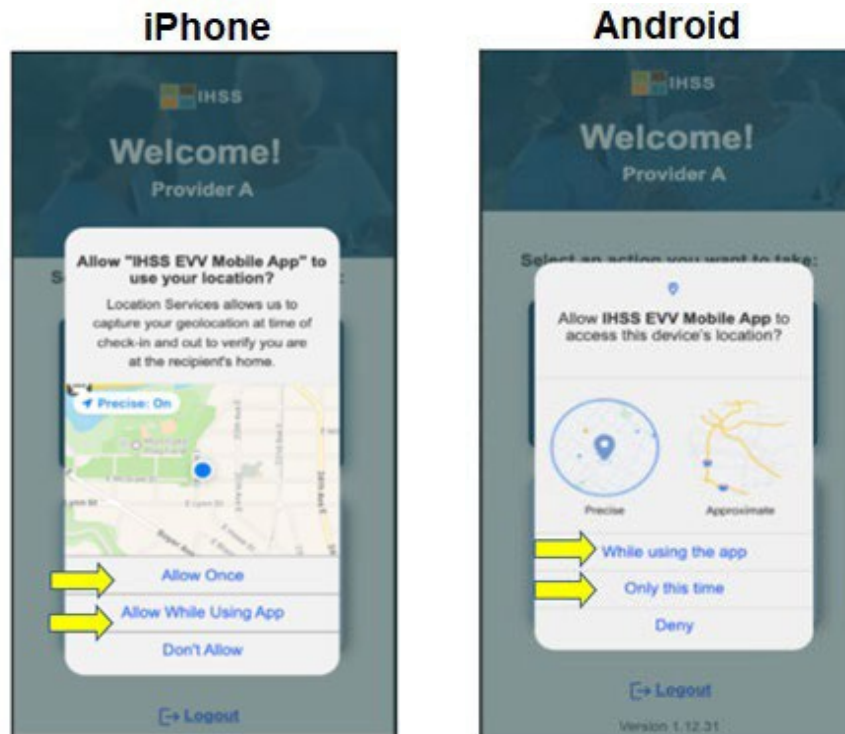 iPhone
IHSS
Welcome!
Provider A
Allow "IHSS EVV Mobile App" to
use your location?
Location Services allows us to
capture your geolocation at time of
check-in and out to verify you are
at the recipient's home.
Precise: On
E Lynn St
Allow Once
Allow While Using App
Don't Allow
Logout
Android
IHSS
Welcome!
Provider A
Select an action you want to take:
Allow IHSS EVV Mobile App to
access this device's location?
Precise
Approximate
While using the app
Only this time
Deny
Logout
Version 1.12.31